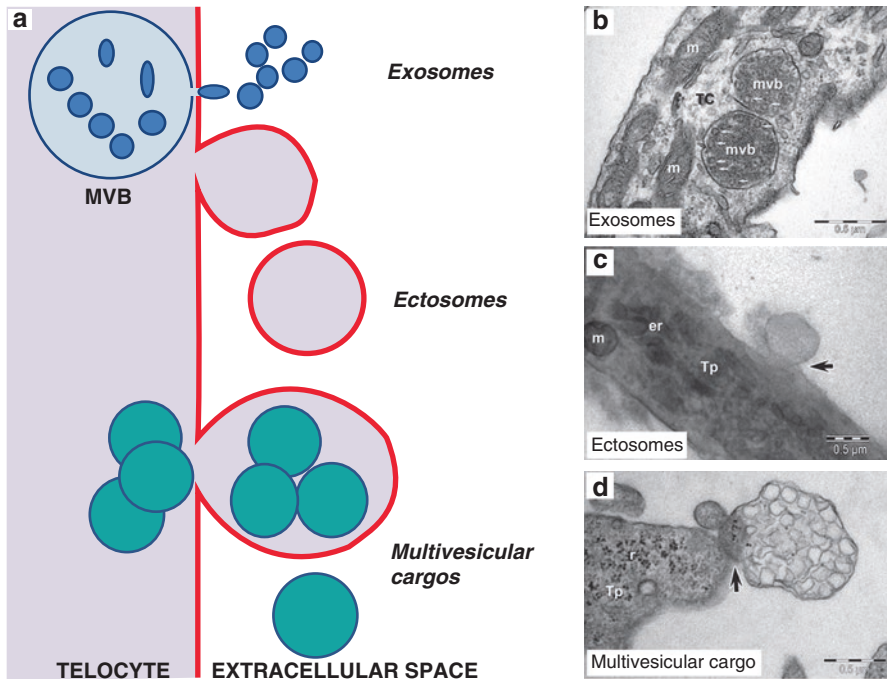 a
Exosomes
MVB
Ectosomes
Multivesicular
cargos
TELOCYTE
EXTRACELLULAR SPACE
b
m
mvb
TC
mvb
m
Exosomes
0.5 µm
c
er
m
Tp
Ectosomes
0.5 µm
d
r
Tp
Multivesicular cargo
0.5 µm